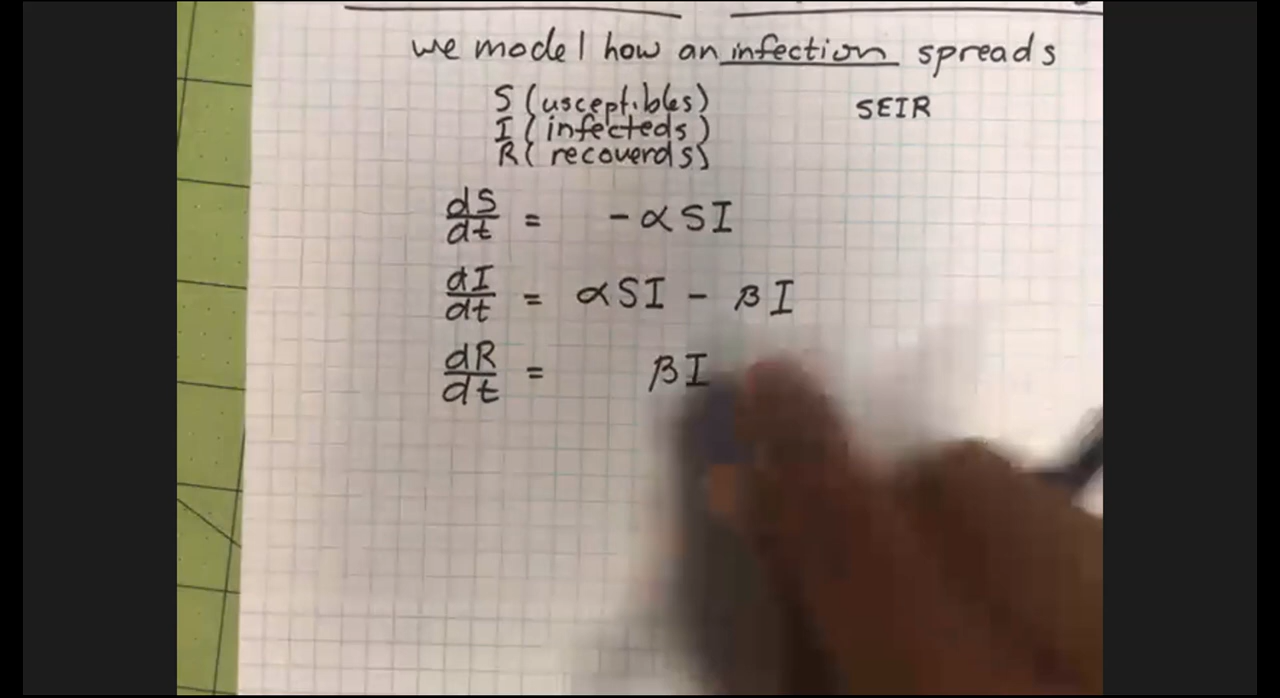 we model how an infection spreads
S (usceptibles)
I (infecteds)
R( recoverds)
SEIR
dS/dt = - αSI
dI/dt = αSI - βI
dR/dt = βI